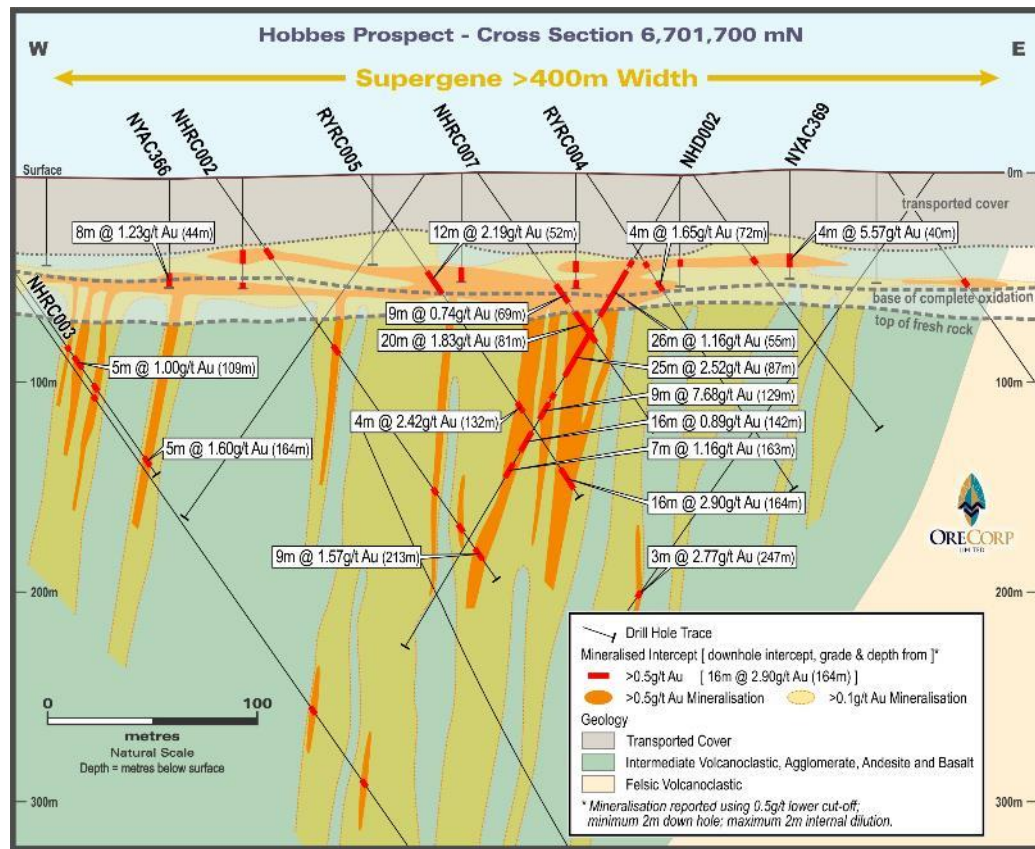 Hobbes Prospect - Cross Section 6,701,700 mN
W
E
Supergene >400m Width
NYAC366
NHRC002
RYRC005
NHRC007
RYRC004
NHD002
NYAC369
Surface
0m
transported cover
8m @ 1.23g/t Au (44m)
12m @ 2.19g/t Au (52m)
4m @ 1.65g/t Au (72m)
4m @ 5.57g/t Au (40m)
NHRC003
base of complete oxidation
top of fresh rock
9m @ 0.74g/t Au (69m)
20m @ 1.83g/t Au (81m)
26m @ 1.16g/t Au (55m)
5m @ 1.00g/t Au (109m)
25m @ 2.52g/t Au (87m)
100m
100m
9m @ 7.68g/t Au (129m)
4m @ 2.42g/t Au (132m)
16m @ 0.89g/t Au (142m)
5m @ 1.60g/t Au (164m)
7m @ 1.16g/t Au (163m)
16m @ 2.90g/t Au (164m)
ORECORP
LIMITED
9m @ 1.57g/t Au (213m)
3m @ 2.77g/t Au (247m)
200m
200m
Drill Hole Trace
Mineralised Intercept [ downhole intercept, grade & depth from ]*
>0.5g/t Au [ 16m @ 2.90g/t Au (164m) ]
>0.5g/t Au Mineralisation
>0.1g/t Au Mineralisation
Geology
Transported Cover
Intermediate Volcanoclastic, Agglomerate, Andesite and Basalt
Felsic Volcanoclastic
* Mineralisation reported using 0.5g/t lower cut-off;
minimum 2m down hole; maximum 2m internal dilution.
0
100
metres
Natural Scale
Depth = metres below surface
300m
300m